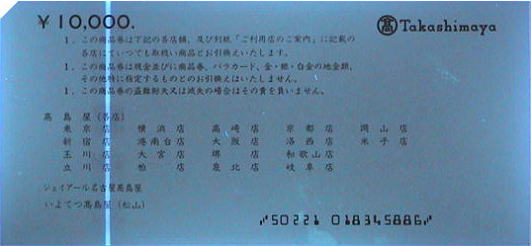 ￥10,000.
髙 Takashimaya
1．この商品券は下記の各店舗、及び別紙「ご利用店のご案内」に記載の
各店にていつでも取扱い商品とお引換えいたします。
1．この商品券は現金並びに商品券、バラカード、金・銀・白金の地金類、
その他特に指定するものとのお引換えはいたしません。
1．この商品券の盗難紛失又は滅失の場合はその責を負いません。
髙島屋（各店）
東京店 横浜店 高崎店 京都店 岡山店
新宿店 港南台店 大阪店 洛西店 米子店
玉川店 大宮店 堺店 和歌山店
立川店 柏店 泉北店 岐阜店
ジェイアール名古屋髙島屋
いよてつ髙島屋（松山）
50221 018345886